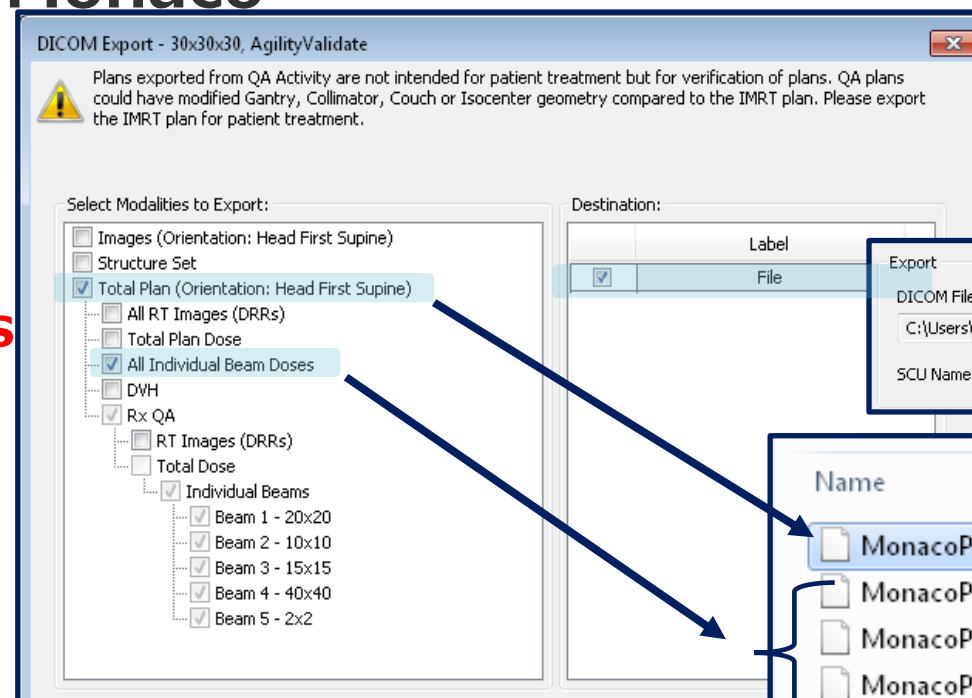 Monaco
DICOM Export - 30x30x30, AgilityValidate
Plans exported from QA Activity are not intended for patient treatment but for verification of plans. QA plans
could have modified Gantry, Collimator, Couch or Isocenter geometry compared to the IMRT plan. Please export
the IMRT plan for patient treatment.
Select Modalities to Export:
Images (Orientation: Head First Supine)
Structure Set
Total Plan (Orientation: Head First Supine)
All RT Images (DRRs)
Total Plan Dose
All Individual Beam Doses
DVH
Rx QA
RT Images (DRRs)
Total Dose
Individual Beams
Beam 1 - 20x20
Beam 2 - 10x10
Beam 3 - 15x15
Beam 4 - 40x40
Beam 5 - 2x2
s
Destination:
Label
File
Export
DICOM File
C:\Users\
SCU Name
Name
MonacoP
MonacoP
MonacoP
MonacoP